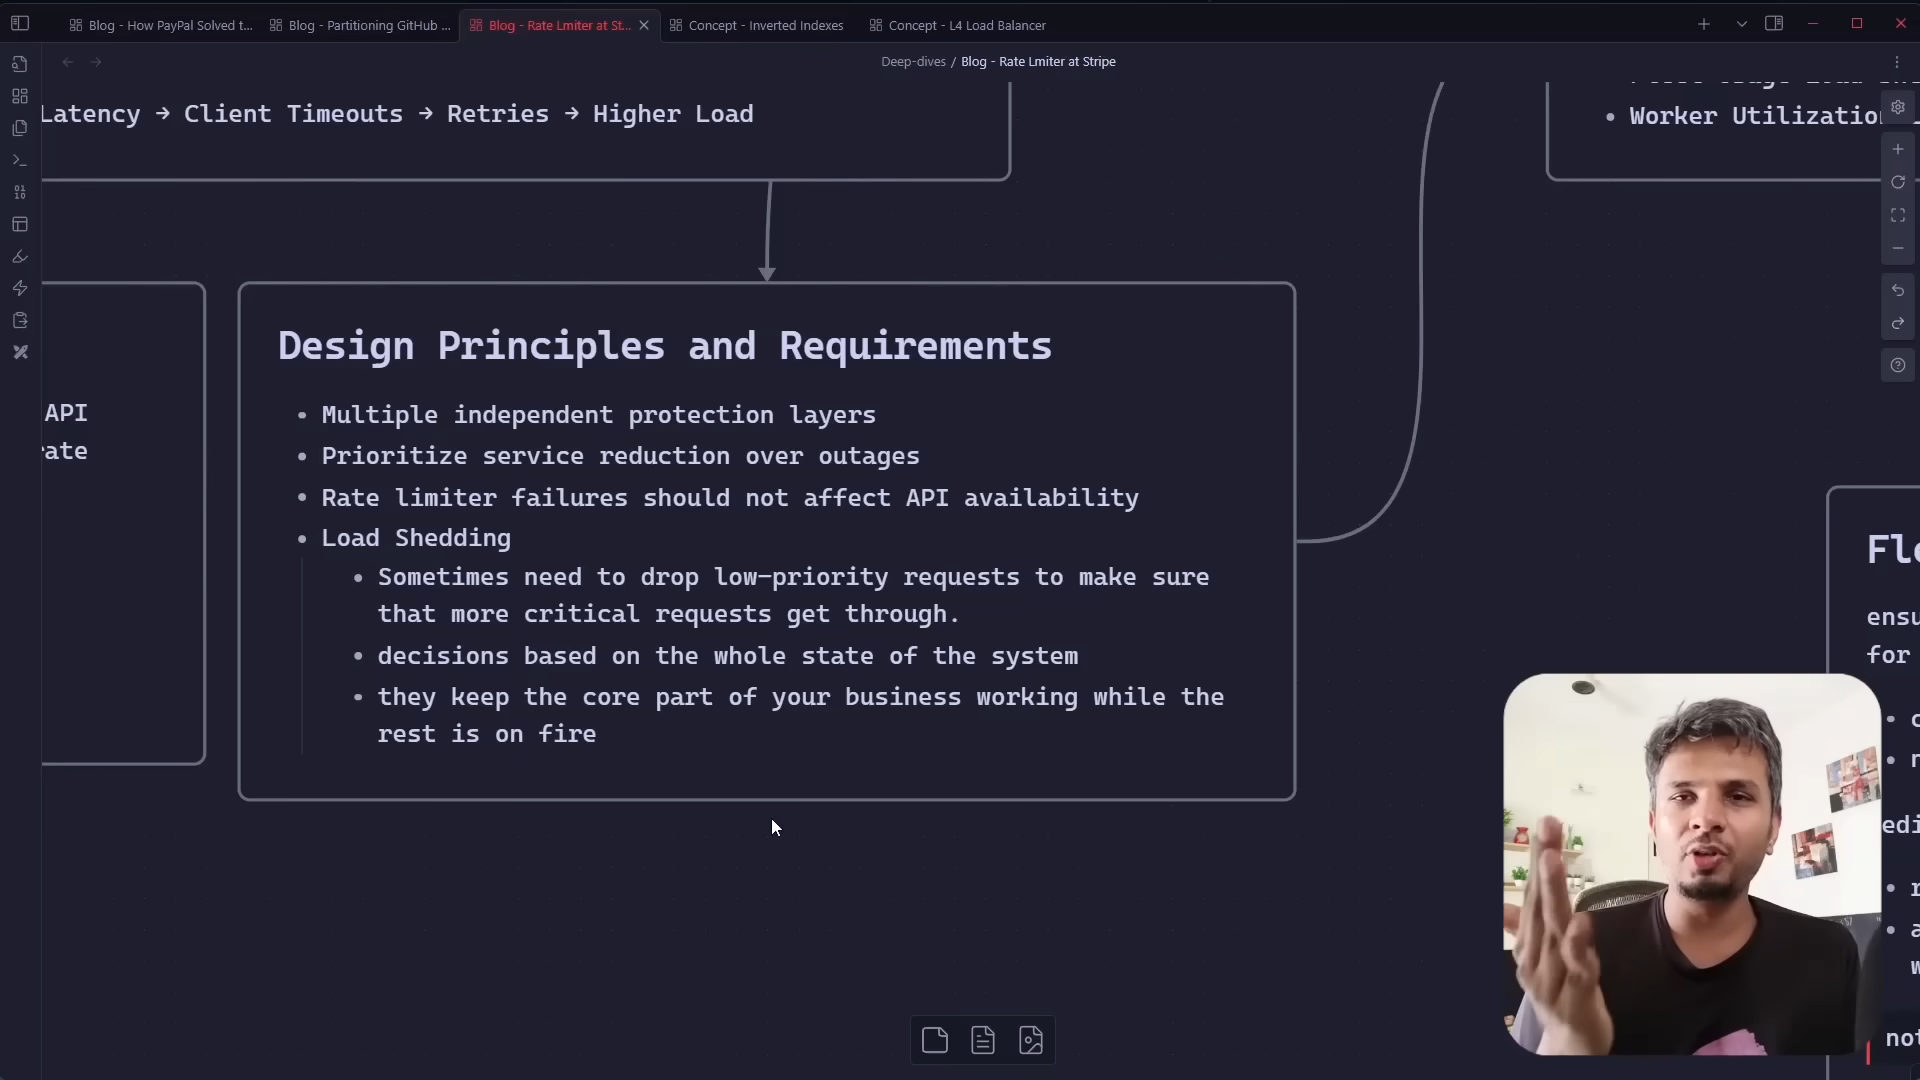 Blog - How PayPal Solved t...
Blog - Partitioning GitHub ...
Blog - Rate Lmiter at St...
Concept - Inverted Indexes
Concept - L4 Load Balancer
Deep-dives / Blog - Rate Lmiter at Stripe
Latency → Client Timeouts → Retries → Higher Load
• Worker Utilizatio
API
rate
Design Principles and Requirements
• Multiple independent protection layers
• Prioritize service reduction over outages
• Rate limiter failures should not affect API availability
• Load Shedding
• Sometimes need to drop low-priority requests to make sure
that more critical requests get through.
• decisions based on the whole state of the system
• they keep the core part of your business working while the
rest is on fire
ensu
for
not